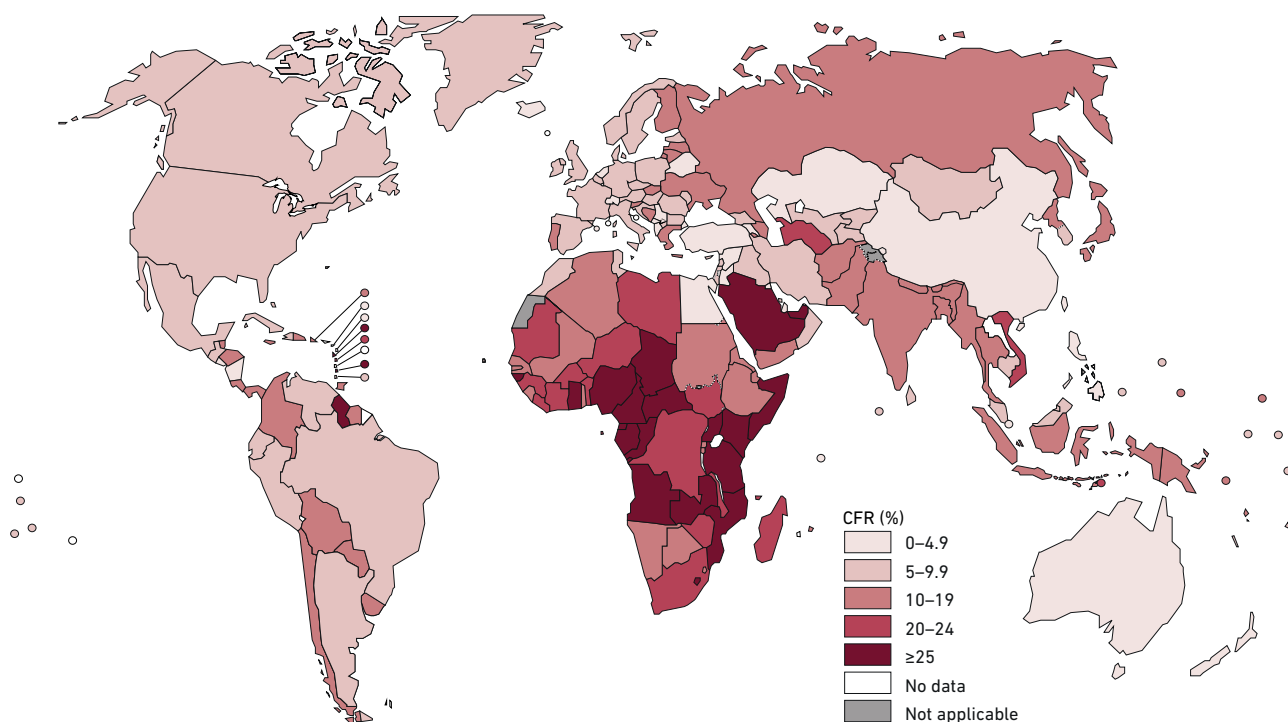 CFR (%)
0–4.9
5–9.9
10–19
20–24
≥25
No data
Not applicable